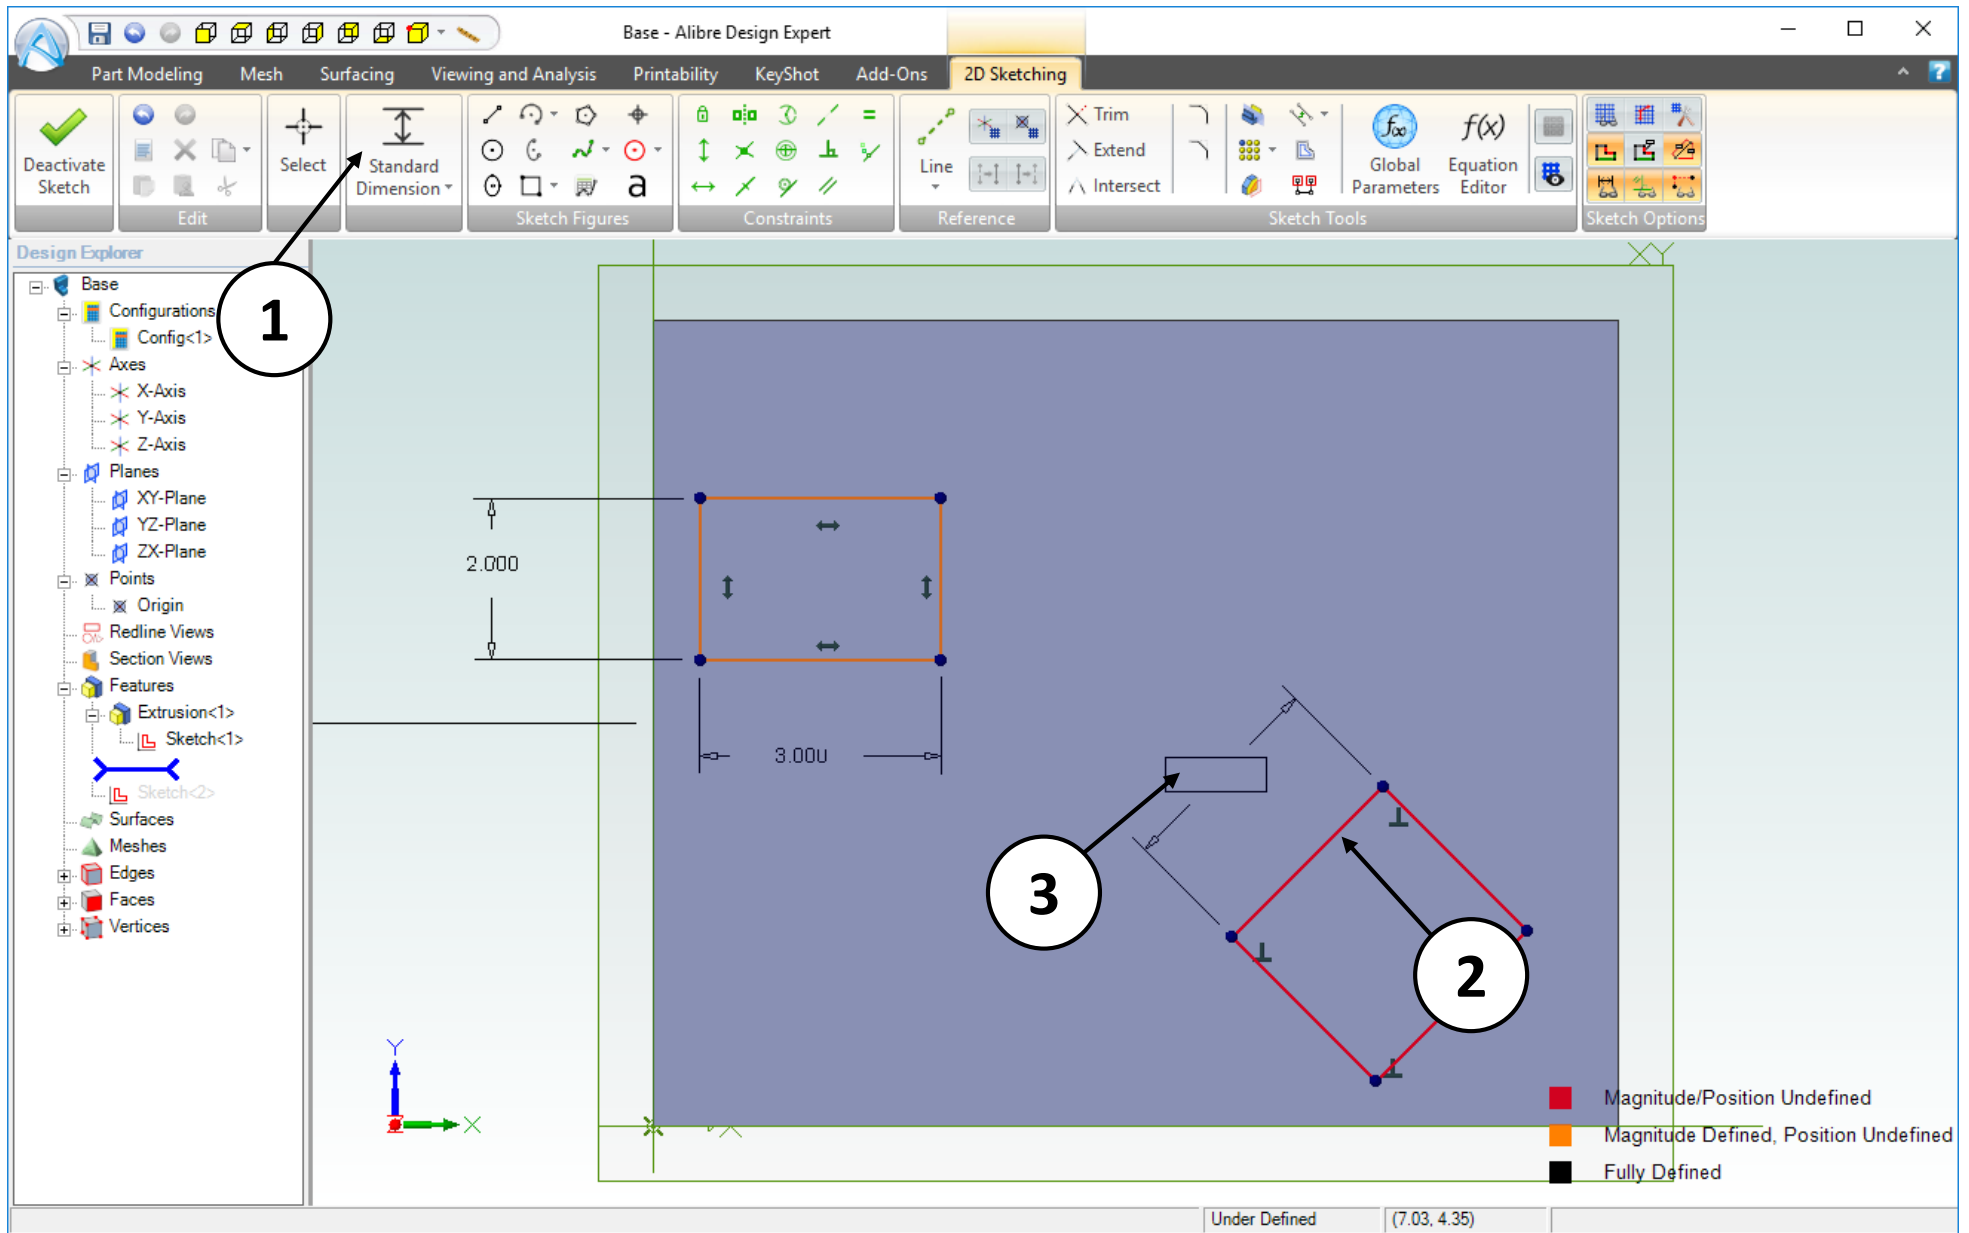 Base - Alibre Design Expert
Part Modeling Mesh Surfacing Viewing and Analysis Printability KeyShot Add-Ons 2D Sketching
Deactivate Sketch
Edit
Select
Standard Dimension
a
Sketch Figures
Constraints
Line
Reference
Trim
Extend
Intersect
f∞
Global Parameters
f(x)
Equation Editor
Sketch Tools
Sketch Options
Design Explorer
Base
Configurations
Config<1>
Axes
X-Axis
Y-Axis
Z-Axis
Planes
XY-Plane
YZ-Plane
ZX-Plane
Points
Origin
Redline Views
Section Views
Features
Extrusion<1>
Sketch<1>
Sketch<2>
Surfaces
Meshes
Edges
Faces
Vertices
1
XY
2.000
3.000
3
2
Y
X
X
Magnitude/Position Undefined
Magnitude Defined, Position Undefined
Fully Defined
Under Defined
(7.03, 4.35)